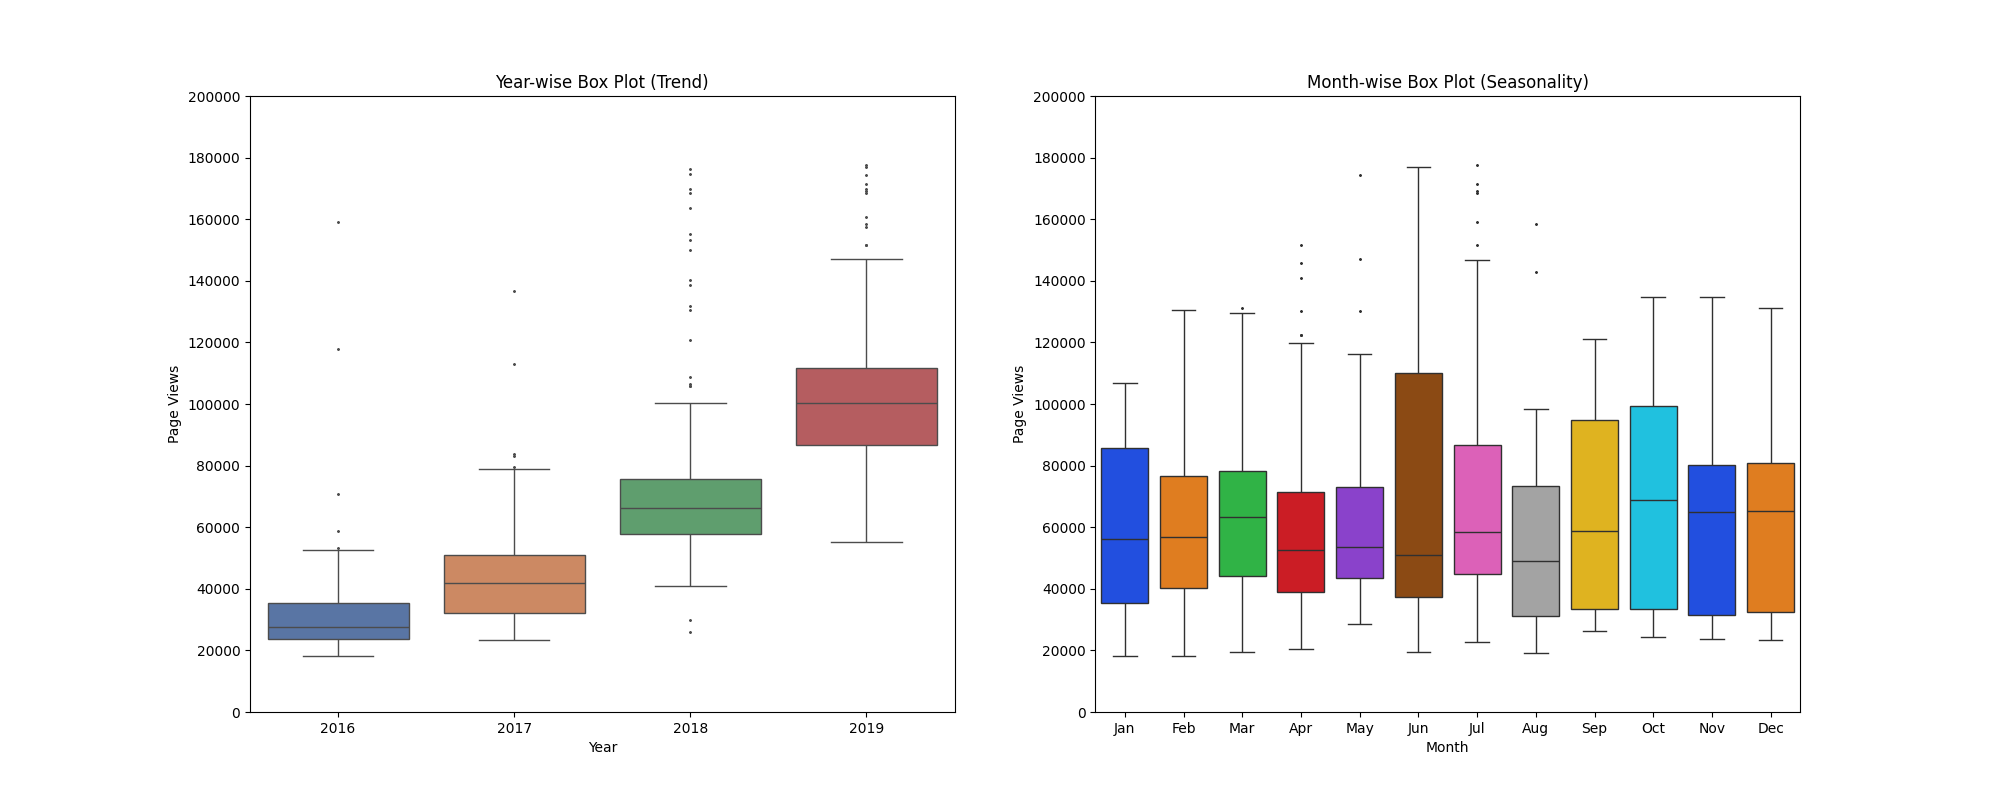 Year-wise Box Plot (Trend)
Page Views
200000
180000
160000
140000
120000
100000
80000
60000
40000
20000
0
2016 2017 2018 2019
Year
Month-wise Box Plot (Seasonality)
Page Views
200000
180000
160000
140000
120000
100000
80000
60000
40000
20000
0
Jan Feb Mar Apr May Jun Jul Aug Sep Oct Nov Dec
Month